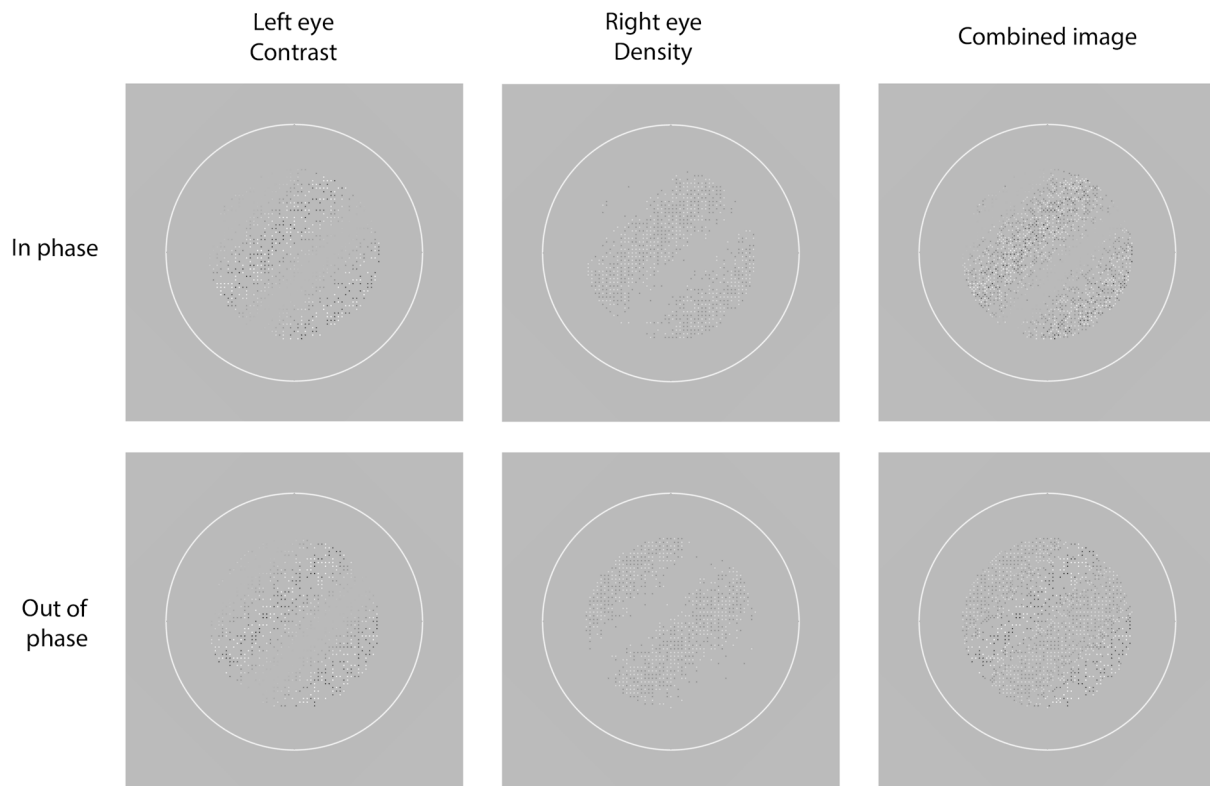 Left eye
Contrast
Right eye
Density
Combined image
In phase
Out of
phase